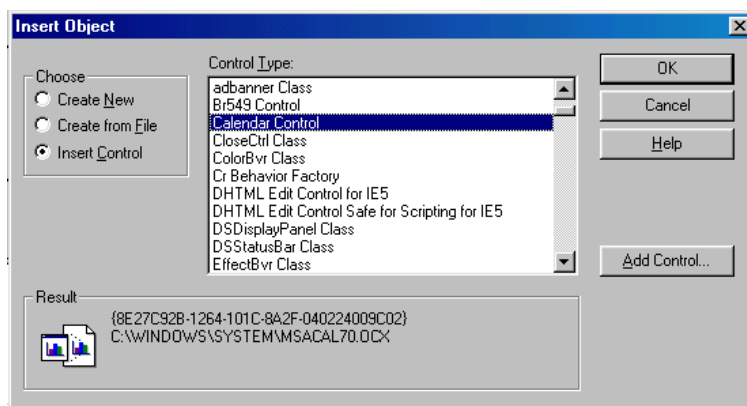 Insert Object
Choose
Create New
Create from File
Insert Control
Control Type:
adbanner Class
Br549 Control
Calendar Control
CloseCtrl Class
ColorBvr Class
Cr Behavior Factory
DHTML Edit Control for IE5
DHTML Edit Control Safe for Scripting for IE5
DSDisplayPanel Class
DSStatusBar Class
EffectBvr Class
OK
Cancel
Help
Add Control...
Result
{8E27C92B-1264-101C-8A2F-040224009C02}
C:\WINDOWS\SYSTEM\MSACAL70.OCX